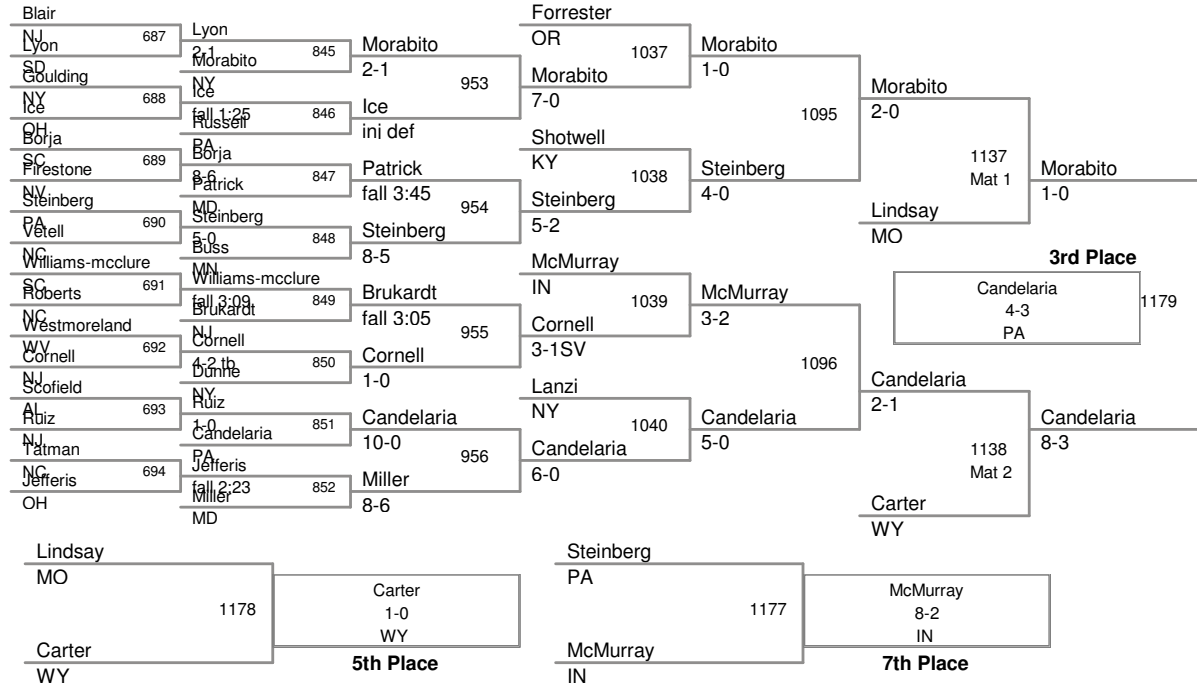 Blair
NJ
687
Lyon
SD
Goulding
NY
688
Ice
OH
Borja
SC
689
Firestone
NV
Steinberg
PA
690
Vetell
NC
Williams-mcclure
SC
691
Roberts
NC
Westmoreland
WV
692
Cornell
NJ
Scofield
AL
693
Ruiz
NJ
Tatman
NC
694
Jefferis
OH
Lyon
2-1
845
Morabito
NY
Ice
fall 1:25
846
Russell
PA
Borja
8-6
847
Patrick
MD
Steinberg
5-0
848
Buss
MN
Williams-mcclure
fall 3:09
849
Brukardt
NJ
Cornell
4-2 tb
850
Dunne
NY
Ruiz
1-0
851
Candelaria
PA
Jefferis
fall 2:23
852
Miller
MD
Morabito
2-1
953
Ice
inj def
Patrick
fall 3:45
954
Steinberg
8-5
Brukardt
fall 3:05
955
Cornell
1-0
Candelaria
10-0
956
Miller
8-6
Forrester
OR
1037
Morabito
7-0
Shotwell
KY
1038
Steinberg
5-2
McMurray
IN
1039
Cornell
3-1SV
Lanzi
NY
1040
Candelaria
6-0
Morabito
1-0
1095
Steinberg
4-0
McMurray
3-2
1096
Candelaria
5-0
Morabito
2-0
1137
Mat 1
Lindsay
MO
Candelaria
2-1
1138
Mat 2
Carter
WY
Morabito
1-0
3rd Place
Candelaria
4-3
PA
1179
Candelaria
8-3
Lindsay
MO
1178
Carter
WY
Carter
1-0
WY
5th Place
Steinberg
PA
1177
McMurray
IN
McMurray
8-2
IN
7th Place